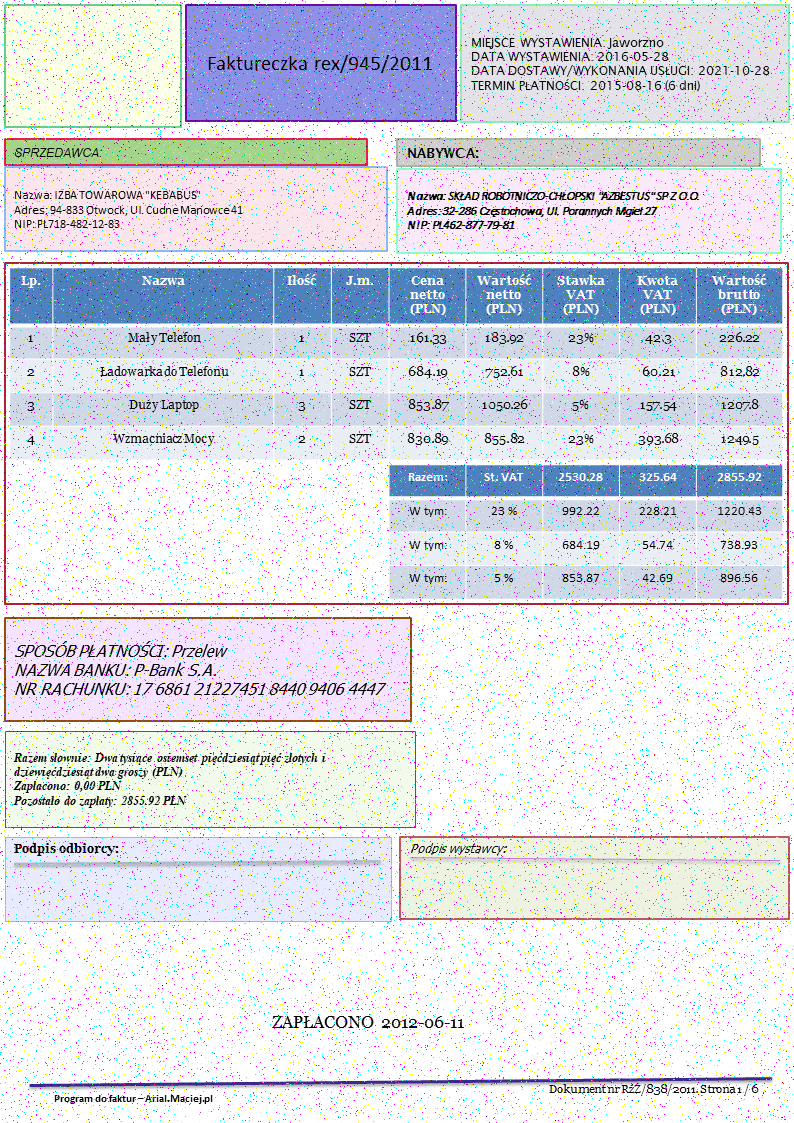 Faktureczka rex/945/2011
MIEJSCE WYSTAWIENIA: Jaworzno
DATA WYSTAWIENIA: 2016-05-28
DATA DOSTAWY/WYKONANIA USŁUGI: 2021-10-28
TERMIN PŁATNOŚCI: 2015-08-16 (6 dni)
SPRZEDAWCA:
Nazwa: IZBA TOWAROWA "KEBABUS"
Adres: 94-833 Otwock, Ul. Cudne Manowce 41
NIP: PL718-482-12-83
NABYWCA:
Nazwa: SKŁAD ROBOTNICZO-CHŁOPSKI "AZBESTUS" SP Z O.O.
Adres: 32-286 Częstochowa, Ul. Porannych Mgieł 27
NIP: PL462-877-79-81
Lp. Nazwa Ilość J.m. Cena netto (PLN) Wartość netto (PLN) Stawka VAT (PLN) Kwota VAT (PLN) Wartość brutto (PLN)
1 Mały Telefon 1 SZT 161.33 183.92 23% 42.3 226.22
2 Ładowarka do Telefonu 1 SZT 684.19 752.61 8% 60.21 812.82
3 Duży Laptop 3 SZT 853.87 1050.26 5% 157.54 1207.8
4 Wzmacniacz Mocy 2 SZT 830.89 855.82 23% 393.68 1249.5
Razem: St. VAT 2530.28 325.64 2855.92
W tym: 23 % 992.22 228.21 1220.43
W tym: 8 % 684.19 54.74 738.93
W tym: 5 % 853.87 42.69 896.56
SPOSÓB PŁATNOŚCI: Przelew
NAZWA BANKU: P-Bank S.A.
NR RACHUNKU: 17 6861 21227451 8440 9406 4447
Razem słownie: Dwa tysiące osiemset pięćdziesiąt pięć złotych i
dziewięćdziesiąt dwa groszy (PLN)
Zapłacono: 0,00 PLN
Pozostało do zapłaty: 2855.92 PLN
Podpis odbiorcy:
Podpis wystawcy:
ZAPŁACONO 2012-06-11
Dokument nr RZŻ/838/2011. Strona 1 / 6
Program do faktur – Arial.Maciej.pl